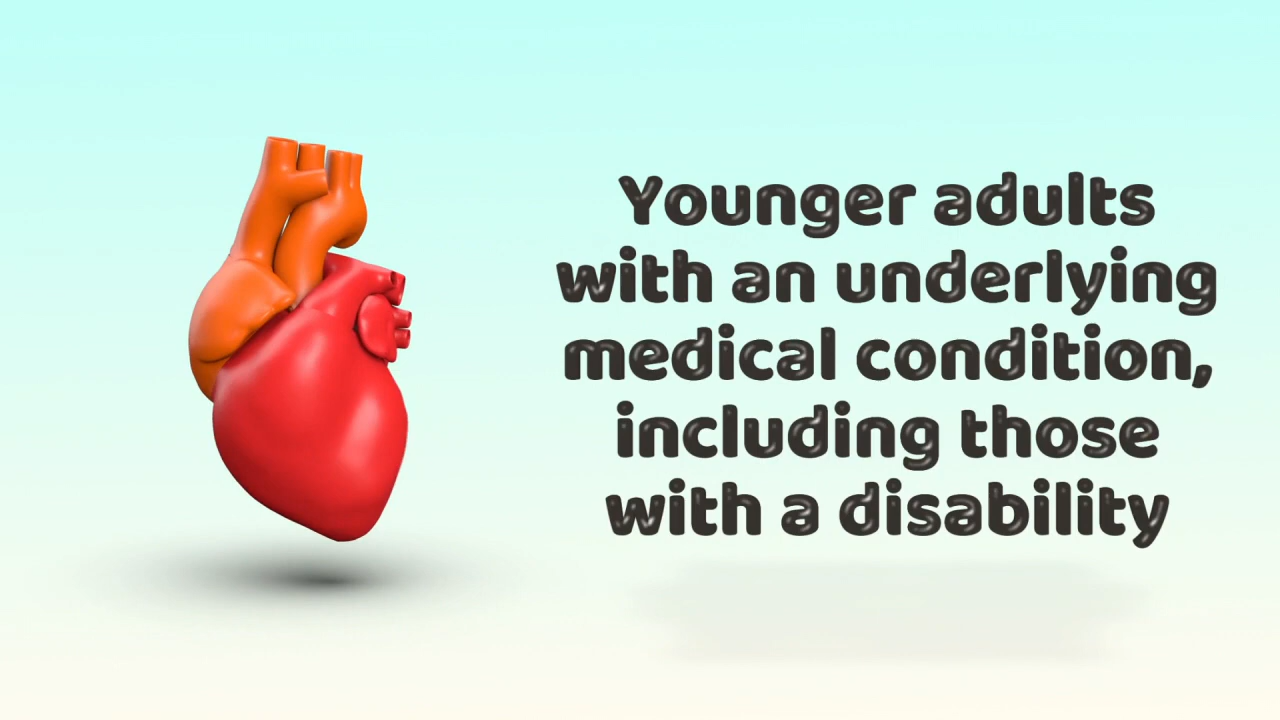 Younger adults
with an underlying
medical condition,
including those
with a disability